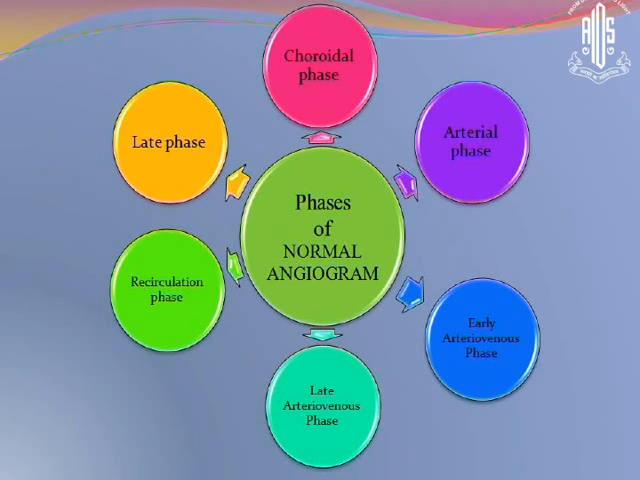 Choroidal
phase
Arterial
phase
Early
Arteriovenous
Phase
Late
Arteriovenous
Phase
Recirculation
phase
Late phase
Phases
of
NORMAL
ANGIOGRAM